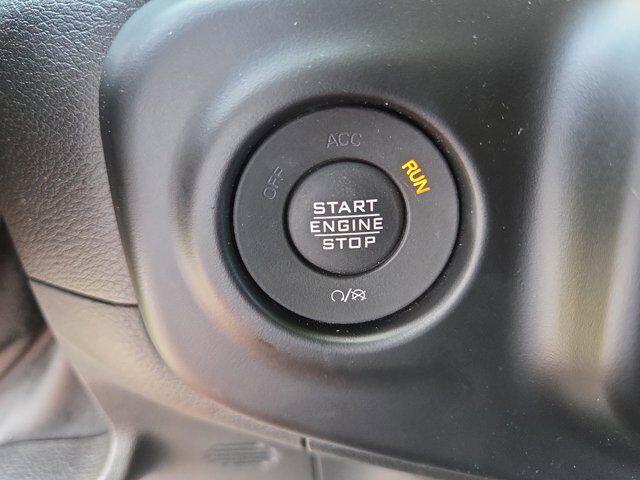 ACC
OFF
RUN
START
ENGINE
STOP